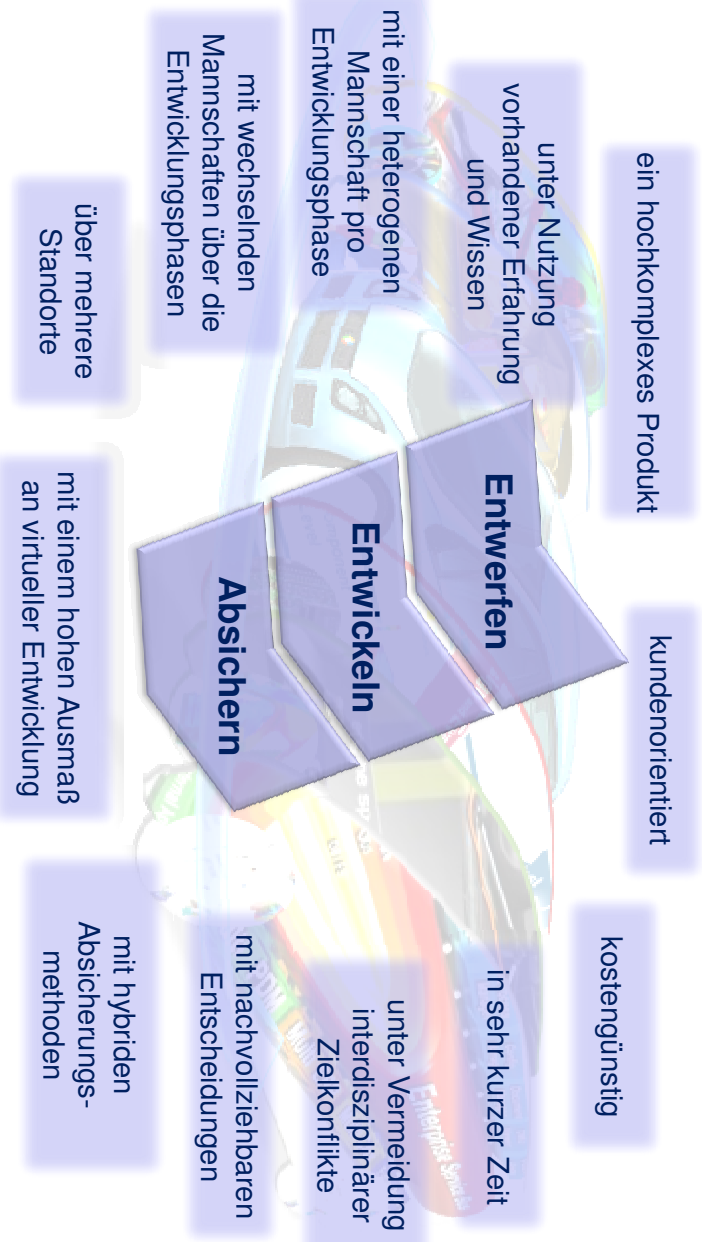 ein hochkomplexes Produkt
kundenorientiert
kostengünstig
unter Nutzung
vorhandener Erfahrung
und Wissen
in sehr kurzer Zeit
mit einer heterogenen
Mannschaft pro
Entwicklungsphase
Entwerfen
Entwickeln
Absichern
unter Vermeidung
interdisziplinärer
Zielkonflikte
mit wechselnden
Mannschaften über die
Entwicklungsphasen
mit nachvollziehbaren
Entscheidungen
über mehrere
Standorte
mit einem hohen Ausmaß
an virtueller Entwicklung
mit hybriden
Absicherungs-
methoden